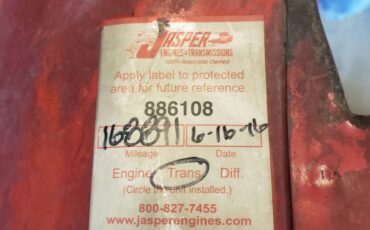 JASPER
ENGINES & TRANSMISSIONS
100% Associate Owned
Apply label to protected
area for future reference.
886108
168891 6-16-16
Mileage Date
Engine Trans Diff.
(Circle the unit installed.)
800-827-7455
www.jasperengines.com